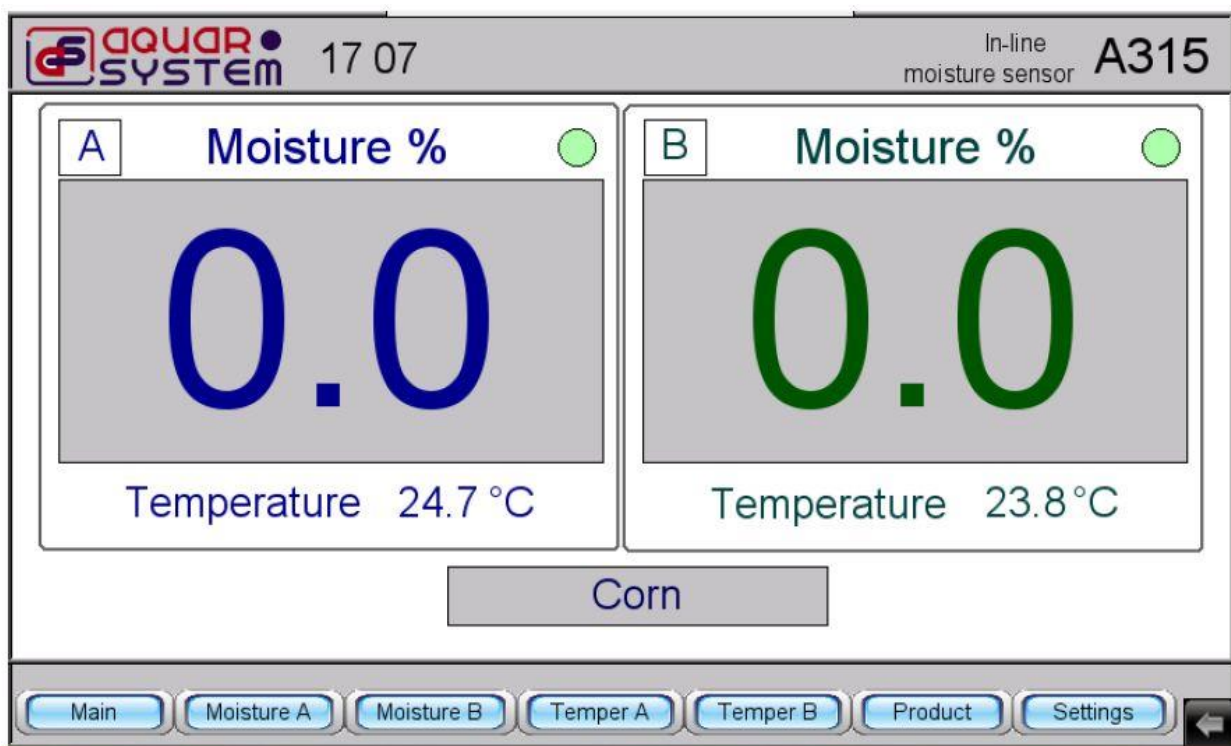 AQUAR
SYSTEM
17 07
In-line
moisture sensor
A315
A
Moisture %
0.0
Temperature 24.7 °C
B
Moisture %
0.0
Temperature 23.8 °C
Corn
Main
Moisture A
Moisture B
Temper A
Temper B
Product
Settings